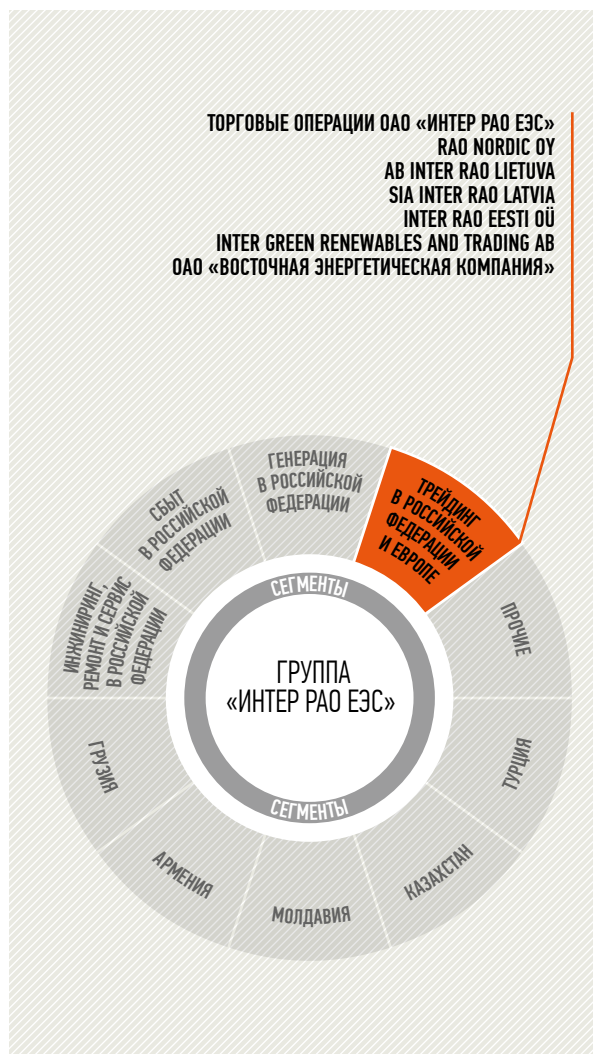 ТОРГОВЫЕ ОПЕРАЦИИ ОАО «ИНТЕР РАО ЕЭС»
RAO NORDIC OY
AB INTER RAO LIETUVA
SIA INTER RAO LATVIA
INTER RAO EESTI OÜ
INTER GREEN RENEWABLES AND TRADING AB
ОАО «ВОСТОЧНАЯ ЭНЕРГЕТИЧЕСКАЯ КОМПАНИЯ»
ГЕНЕРАЦИЯ
В РОССИЙСКОЙ
ФЕДЕРАЦИИ
ТРЕЙДИНГ
В РОССИЙСКОЙ
ФЕДЕРАЦИИ
И ЕВРОПЕ
ПРОЧИЕ
ТУРЦИЯ
КАЗАХСТАН
МОЛДАВИЯ
АРМЕНИЯ
ГРУЗИЯ
ИНЖИНИРИНГ,
РЕМОНТ И СЕРВИС
В РОССИЙСКОЙ
ФЕДЕРАЦИИ
СБЫТ
В РОССИЙСКОЙ
ФЕДЕРАЦИИ
СЕГМЕНТЫ
ГРУППА
«ИНТЕР РАО ЕЭС»
СЕГМЕНТЫ